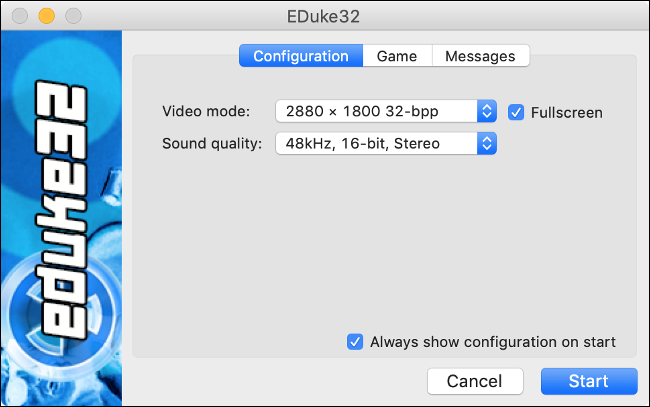 EDuke32
eduke32
Configuration Game Messages
Video mode: 2880 × 1800 32-bpp Fullscreen
Sound quality: 48kHz, 16-bit, Stereo
Always show configuration on start
Cancel Start